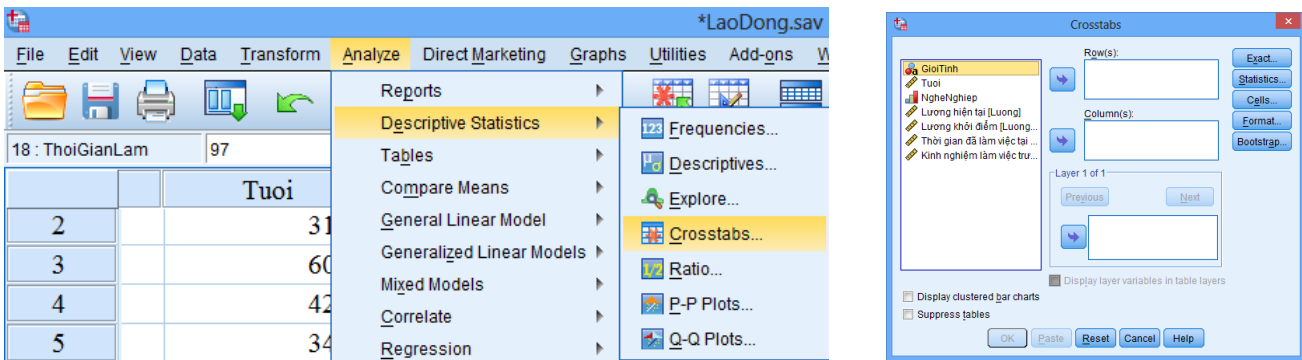 *LaoDong.sav
File Edit View Data Transform Analyze Direct Marketing Graphs Utilities Add-ons W
Reports
Descriptive Statistics
18 : ThoiGianLam 97
Tables
Compare Means
General Linear Model
Generalized Linear Models
Mixed Models
Correlate
Regression
123 Frequencies...
Descriptives...
Explore...
Crosstabs...
1/2 Ratio...
P-P Plots...
Q-Q Plots...
Tuoi
2 31
3 60
4 42
5 34
Crosstabs
GioiTinh
Tuoi
NgheNghiep
Lương hiện tại [Luong]
Lương khởi điểm [Luong...
Thời gian đã làm việc tại ...
Kinh nghiệm làm việc trư...
Row(s):
Column(s):
Layer 1 of 1
Previous Next
Display layer variables in table layers
Exact...
Statistics...
Cells...
Format...
Bootstrap...
Display clustered bar charts
Suppress tables
OK Paste Reset Cancel Help